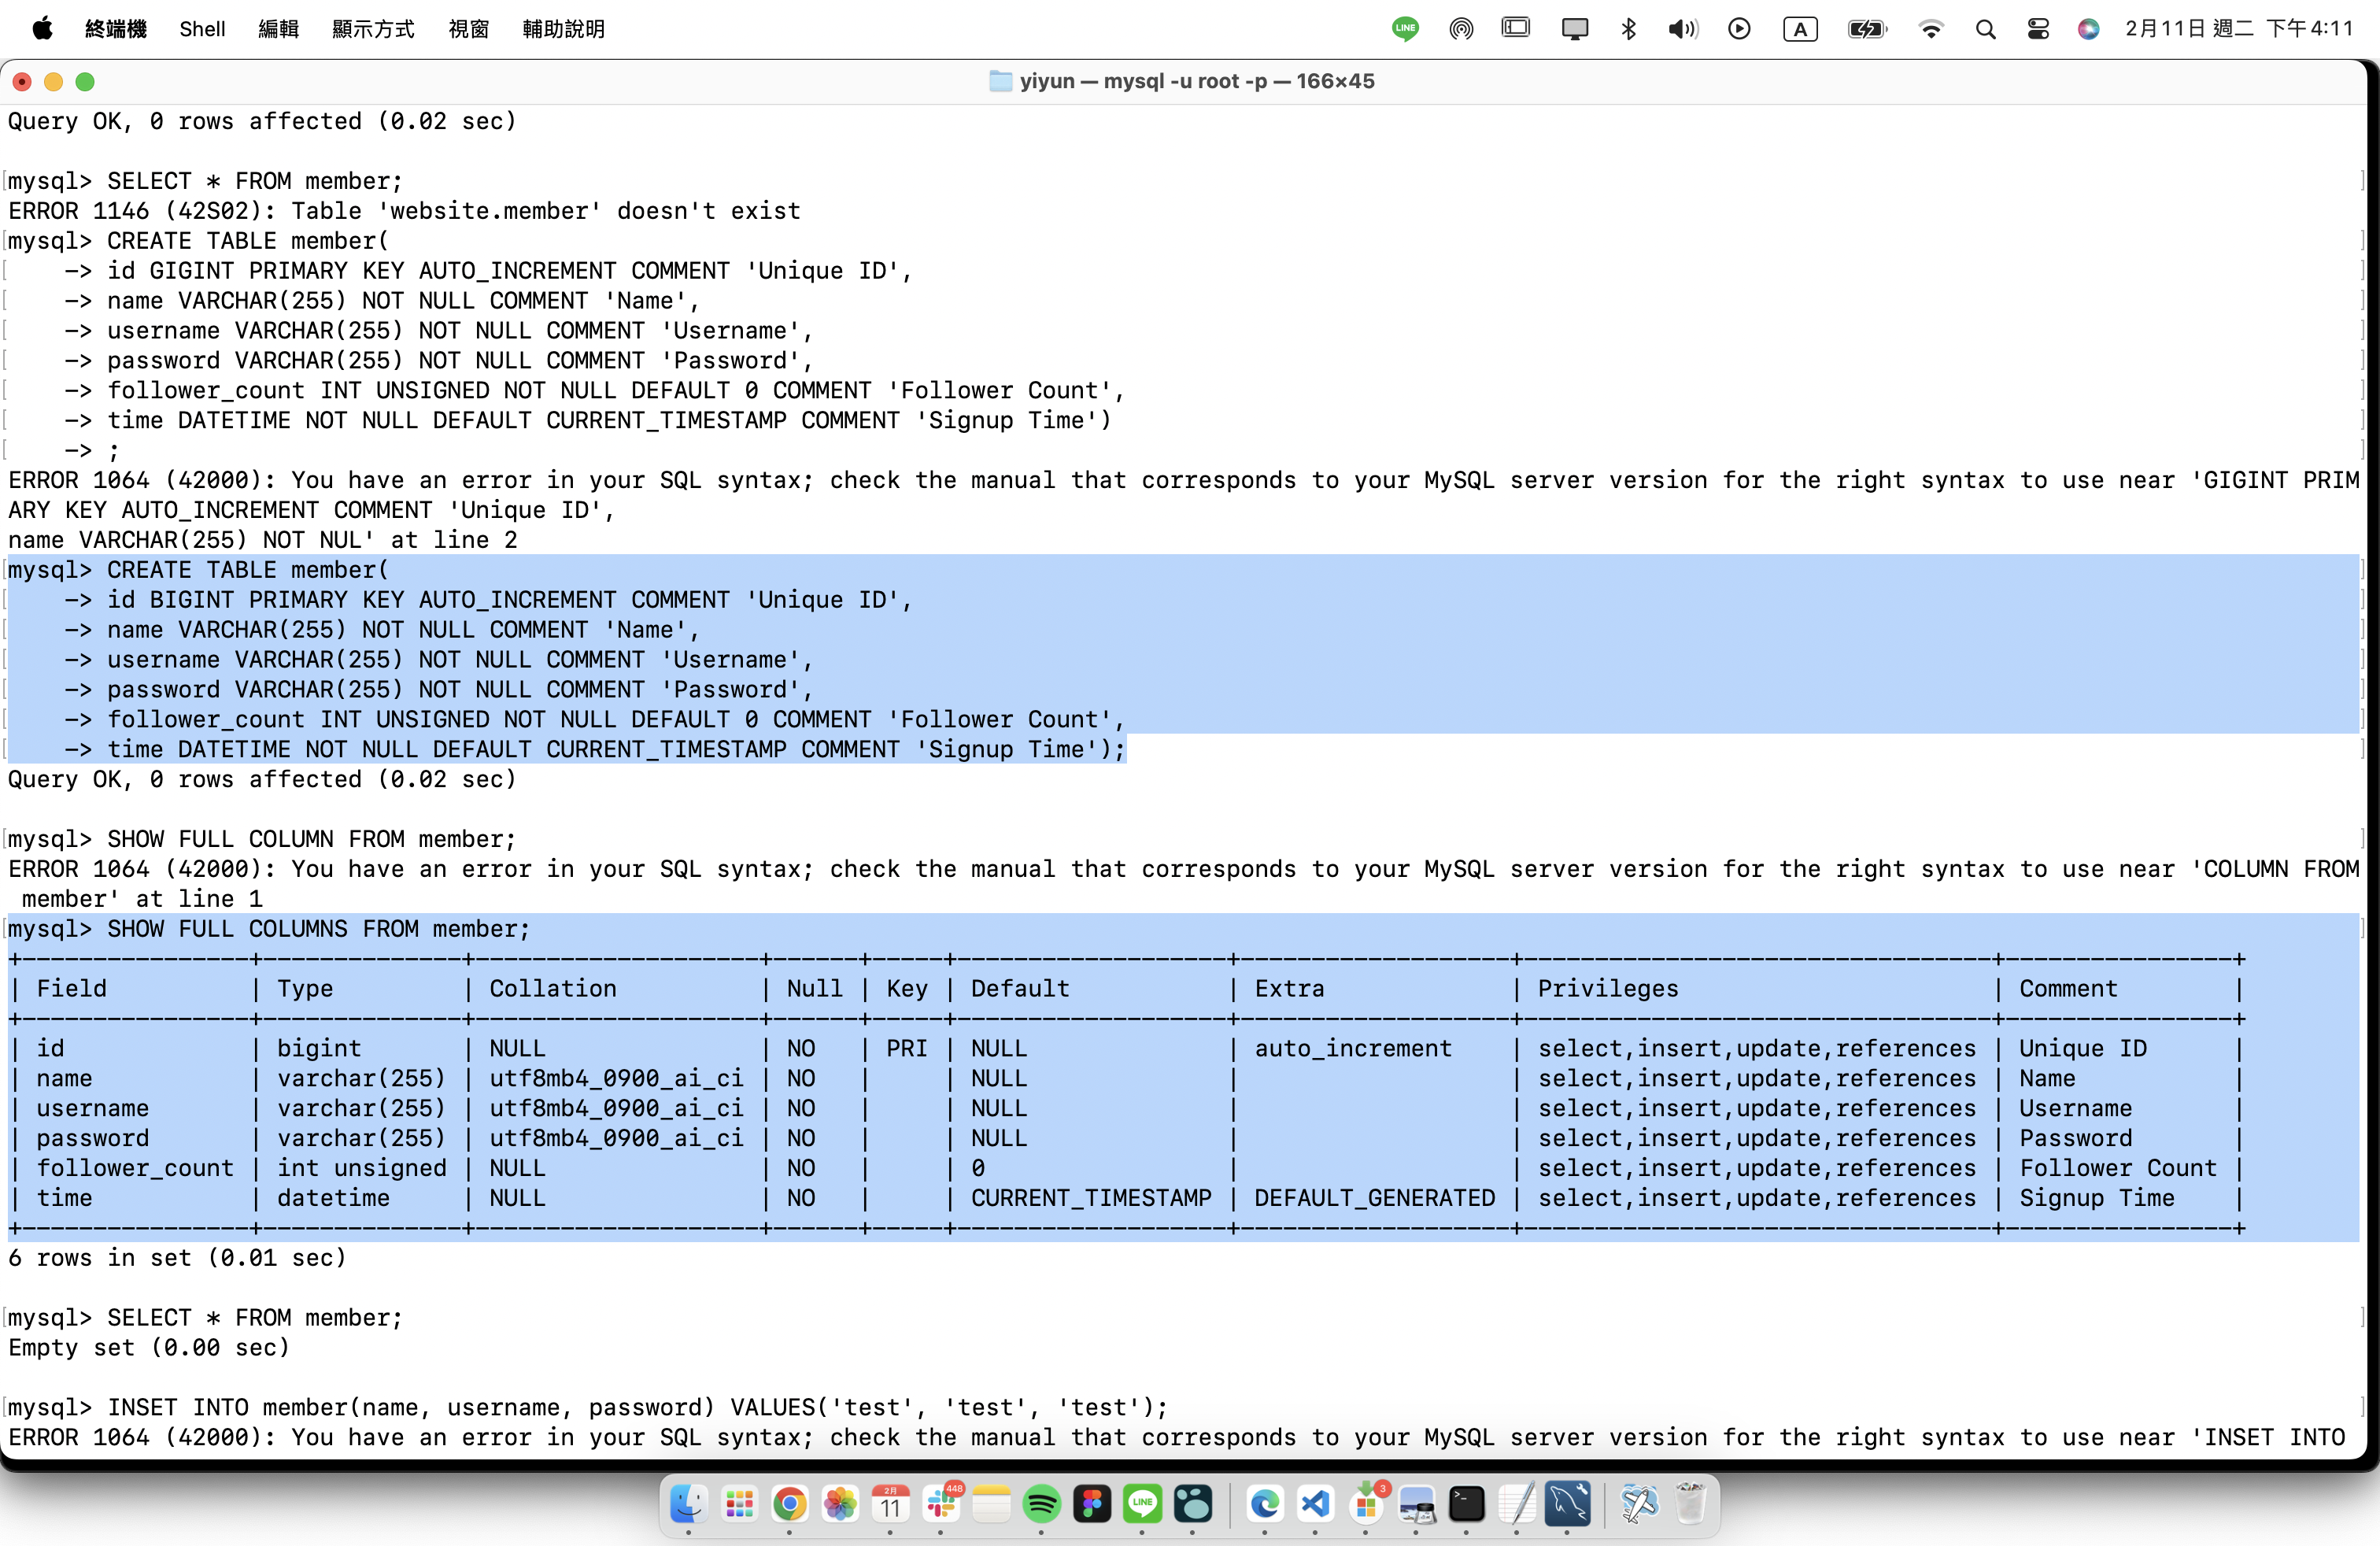 終端機 Shell 編輯 顯示方式 視窗 輔助說明 LINE A 2月11日 週二 下午4:11
yiyun — mysql -u root -p — 166×45
Query OK, 0 rows affected (0.02 sec)
mysql> SELECT * FROM member;
ERROR 1146 (42S02): Table 'website.member' doesn't exist
mysql> CREATE TABLE member(
    -> id GIGINT PRIMARY KEY AUTO_INCREMENT COMMENT 'Unique ID',
    -> name VARCHAR(255) NOT NULL COMMENT 'Name',
    -> username VARCHAR(255) NOT NULL COMMENT 'Username',
    -> password VARCHAR(255) NOT NULL COMMENT 'Password',
    -> follower_count INT UNSIGNED NOT NULL DEFAULT 0 COMMENT 'Follower Count',
    -> time DATETIME NOT NULL DEFAULT CURRENT_TIMESTAMP COMMENT 'Signup Time')
    -> ;
ERROR 1064 (42000): You have an error in your SQL syntax; check the manual that corresponds to your MySQL server version for the right syntax to use near 'GIGINT PRIM
ARY KEY AUTO_INCREMENT COMMENT 'Unique ID',
name VARCHAR(255) NOT NUL' at line 2
mysql> CREATE TABLE member(
    -> id BIGINT PRIMARY KEY AUTO_INCREMENT COMMENT 'Unique ID',
    -> name VARCHAR(255) NOT NULL COMMENT 'Name',
    -> username VARCHAR(255) NOT NULL COMMENT 'Username',
    -> password VARCHAR(255) NOT NULL COMMENT 'Password',
    -> follower_count INT UNSIGNED NOT NULL DEFAULT 0 COMMENT 'Follower Count',
    -> time DATETIME NOT NULL DEFAULT CURRENT_TIMESTAMP COMMENT 'Signup Time');
Query OK, 0 rows affected (0.02 sec)
mysql> SHOW FULL COLUMN FROM member;
ERROR 1064 (42000): You have an error in your SQL syntax; check the manual that corresponds to your MySQL server version for the right syntax to use near 'COLUMN FROM
 member' at line 1
mysql> SHOW FULL COLUMNS FROM member;
| Field          | Type         | Collation          | Null | Key | Default           | Extra             | Privileges                      | Comment        |
| id             | bigint       | NULL               | NO   | PRI | NULL              | auto_increment    | select,insert,update,references | Unique ID      |
| name           | varchar(255) | utf8mb4_0900_ai_ci | NO   |     | NULL              |                   | select,insert,update,references | Name           |
| username       | varchar(255) | utf8mb4_0900_ai_ci | NO   |     | NULL              |                   | select,insert,update,references | Username       |
| password       | varchar(255) | utf8mb4_0900_ai_ci | NO   |     | NULL              |                   | select,insert,update,references | Password       |
| follower_count | int unsigned | NULL               | NO   |     | 0                 |                   | select,insert,update,references | Follower Count |
| time           | datetime     | NULL               | NO   |     | CURRENT_TIMESTAMP | DEFAULT_GENERATED | select,insert,update,references | Signup Time    |
6 rows in set (0.01 sec)
mysql> SELECT * FROM member;
Empty set (0.00 sec)
mysql> INSET INTO member(name, username, password) VALUES('test', 'test', 'test');
ERROR 1064 (42000): You have an error in your SQL syntax; check the manual that corresponds to your MySQL server version for the right syntax to use near 'INSET INTO
2月 11 448 LINE 3 >_